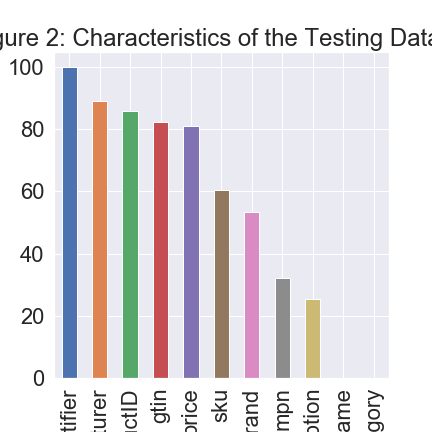 gure 2: Characteristics of the Testing Data
100
80
60
40
20
0
tifier
turer
uctID
gtin
price
sku
rand
mpn
ption
ame
gory